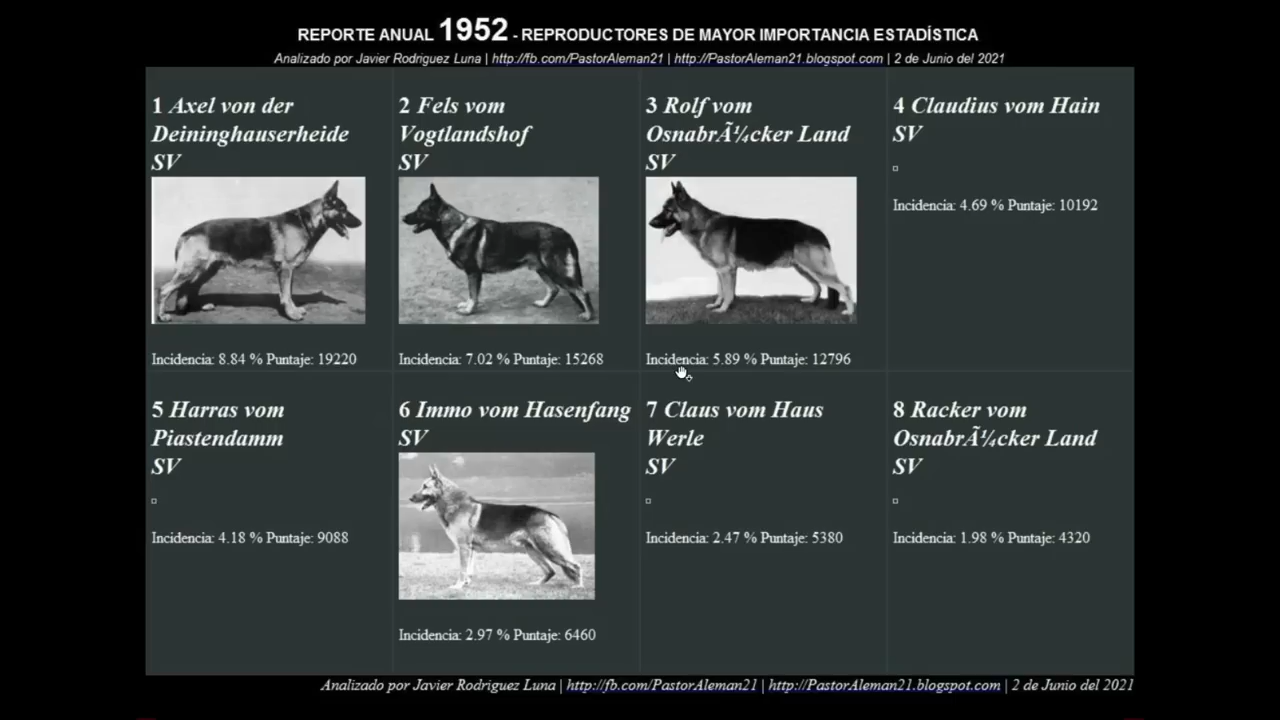 REPORTE ANUAL 1952 - REPRODUCTORES DE MAYOR IMPORTANCIA ESTADÍSTICA
Analizado por Javier Rodriguez Luna | http://fb.com/PastorAleman21 | http://PastorAleman21.blogspot.com | 2 de Junio del 2021
1 Axel von der
Deininghauserheide
SV
Incidencia: 8.84 % Puntaje: 19220
2 Fels vom
Vogtlandshof
SV
Incidencia: 7.02 % Puntaje: 15268
3 Rolf vom
OsnabrÃ¼cker Land
SV
Incidencia: 5.89 % Puntaje: 12796
4 Claudius vom Hain
SV
Incidencia: 4.69 % Puntaje: 10192
5 Harras vom
Piastendamm
SV
Incidencia: 4.18 % Puntaje: 9088
6 Immo vom Hasenfang
SV
Incidencia: 2.97 % Puntaje: 6460
7 Claus vom Haus
Werle
SV
Incidencia: 2.47 % Puntaje: 5380
8 Racker vom
OsnabrÃ¼cker Land
SV
Incidencia: 1.98 % Puntaje: 4320
Analizado por Javier Rodriguez Luna | http://fb.com/PastorAleman21 | http://PastorAleman21.blogspot.com | 2 de Junio del 2021